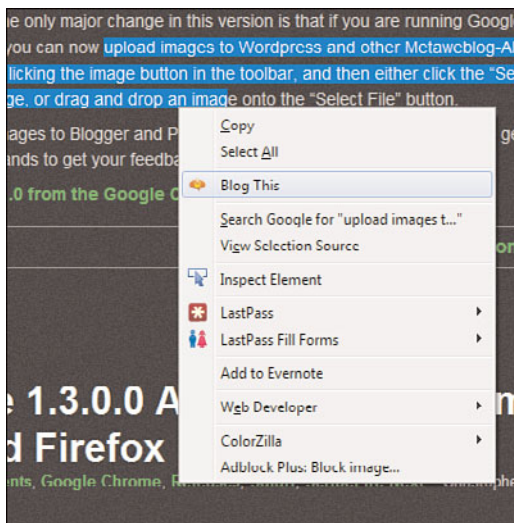 e only major change in this version is that if you are running Googl
you can now upload images to Wordpress and other Metaweblog-A
licking the image button in the toolbar, and then either click the "Se
ge, or drag and drop an image onto the "Select File" button.
ages to Blogger and P
ge
ands to get your feedba
.0 from the Google C
on
Copy
Select All
Blog This
Search Google for "upload images t..."
View Selection Source
Inspect Element
LastPass
LastPass Fill Forms
Add to Evernote
Web Developer
ColorZilla
Adblock Plus: Block image...
1.3.0.0 A
d Firefox
ents, Google Chrome,